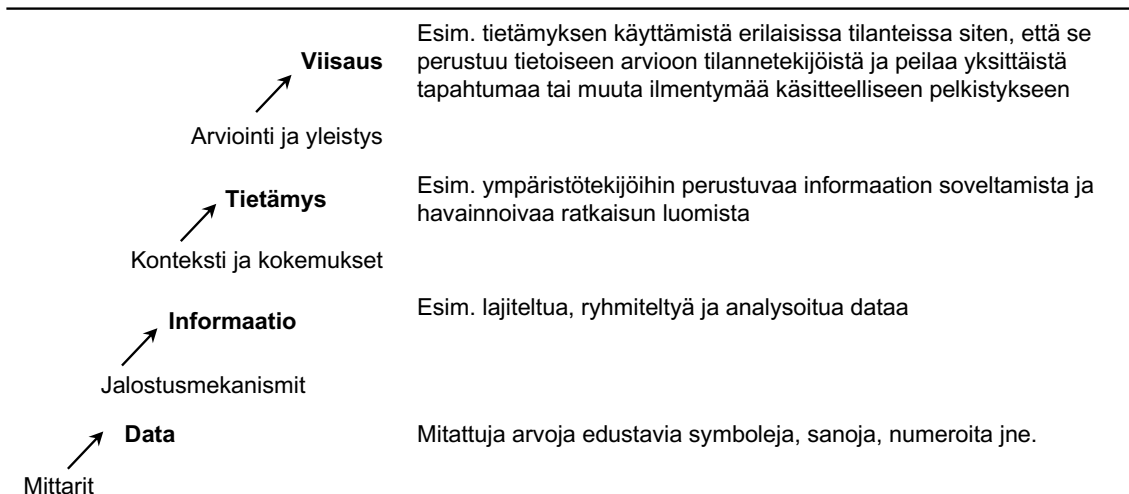 Viisaus
Esim. tietämyksen käyttämistä erilaisissa tilanteissa siten, että se
perustuu tietoiseen arvioon tilannetekijöistä ja peilaa yksittäistä
tapahtumaa tai muuta ilmentymää käsitteelliseen pelkistykseen
Arviointi ja yleistys
Tietämys
Esim. ympäristötekijöihin perustuvaa informaation soveltamista ja
havainnoivaa ratkaisun luomista
Konteksti ja kokemukset
Informaatio
Esim. lajiteltua, ryhmiteltyä ja analysoitua dataa
Jalostusmekanismit
Data
Mitattuja arvoja edustavia symboleja, sanoja, numeroita jne.
Mittarit